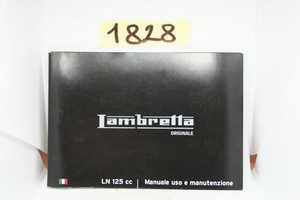 1828
Lambretta
ORIGINALE
LN 125 cc | Manuale uso e manutenzione